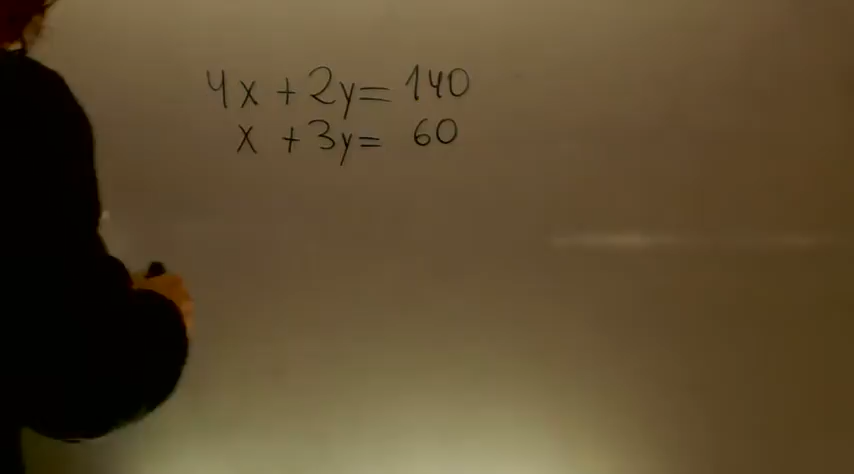 4x + 2y = 140
x + 3y = 60